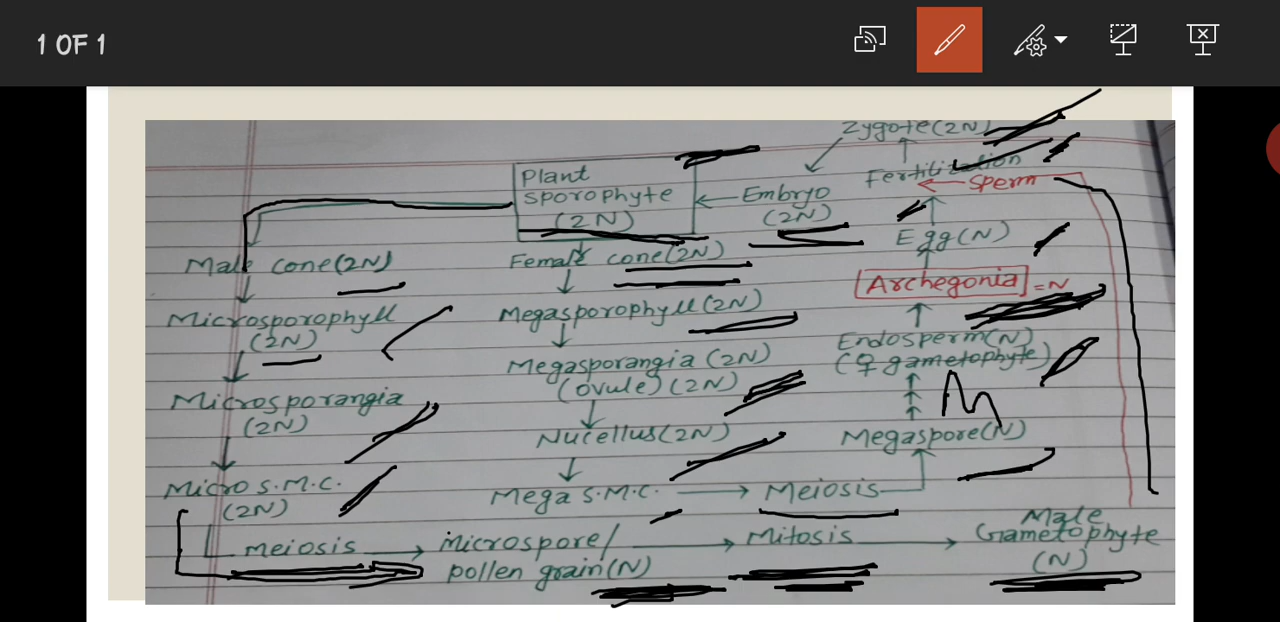 1 OF 1
Zygote(2N)
Fertilization
Sperm
Plant
Sporophyte
(2N)
Embryo
(2N)
Egg(N)
Male cone(2N)
Female cone(2N)
Archegonia =N
Microsporophyll
(2N)
Megasporophyll(2N)
Endosperm(N)
(♀ gametophyte)
Microsporangia
(2N)
Megasporangia (2N)
(ovule)(2N)
Nucellus(2N)
Megaspore(N)
Micro S.M.C.
(2N)
Mega S.M.C.
Meiosis
Meiosis
Microspore/
pollen grain(N)
Mitosis
Male
Gametophyte
(N)